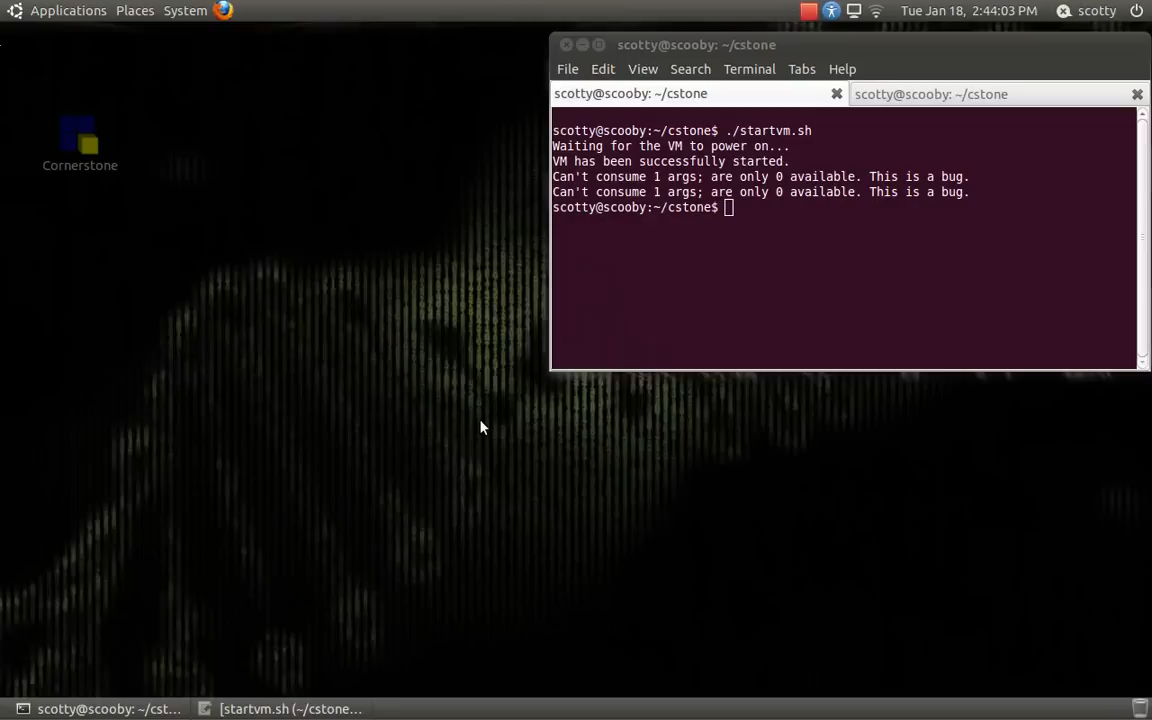 Applications Places System
Tue Jan 18, 2:44:03 PM scotty
scotty@scooby: ~/cstone
File Edit View Search Terminal Tabs Help
scotty@scooby: ~/cstone
scotty@scooby: ~/cstone
Cornerstone
scotty@scooby:~/cstone$ ./startvm.sh
Waiting for the VM to power on...
VM has been successfully started.
Can't consume 1 args; are only 0 available. This is a bug.
Can't consume 1 args; are only 0 available. This is a bug.
scotty@scooby:~/cstone$
scotty@scooby: ~/cst...
[startvm.sh (~/cstone...